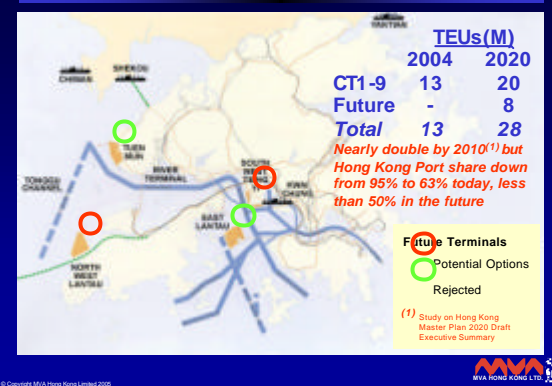 YANTIAN
SHEKOU
CHIWAN
TUEN
MUN
RIVER
TERMINAL
TONGGU
CHANNEL
SOUTH
WEST
TSING
YI
KWAI
CHUNG
EAST
LANTAU
NORTH
WEST
LANTAU
TEUs(M)
2004 2020
CT1-9 13 20
Future - 8
Total 13 28
Nearly double by 2010(1) but
Hong Kong Port share down
from 95% to 63% today, less
than 50% in the future
Future Terminals
Potential Options
Rejected
(1) Study on Hong Kong
Master Plan 2020 Draft
Executive Summary
MVA
MVA HONG KONG LTD.
© Copyright MVA Hong Kong Limited 2005